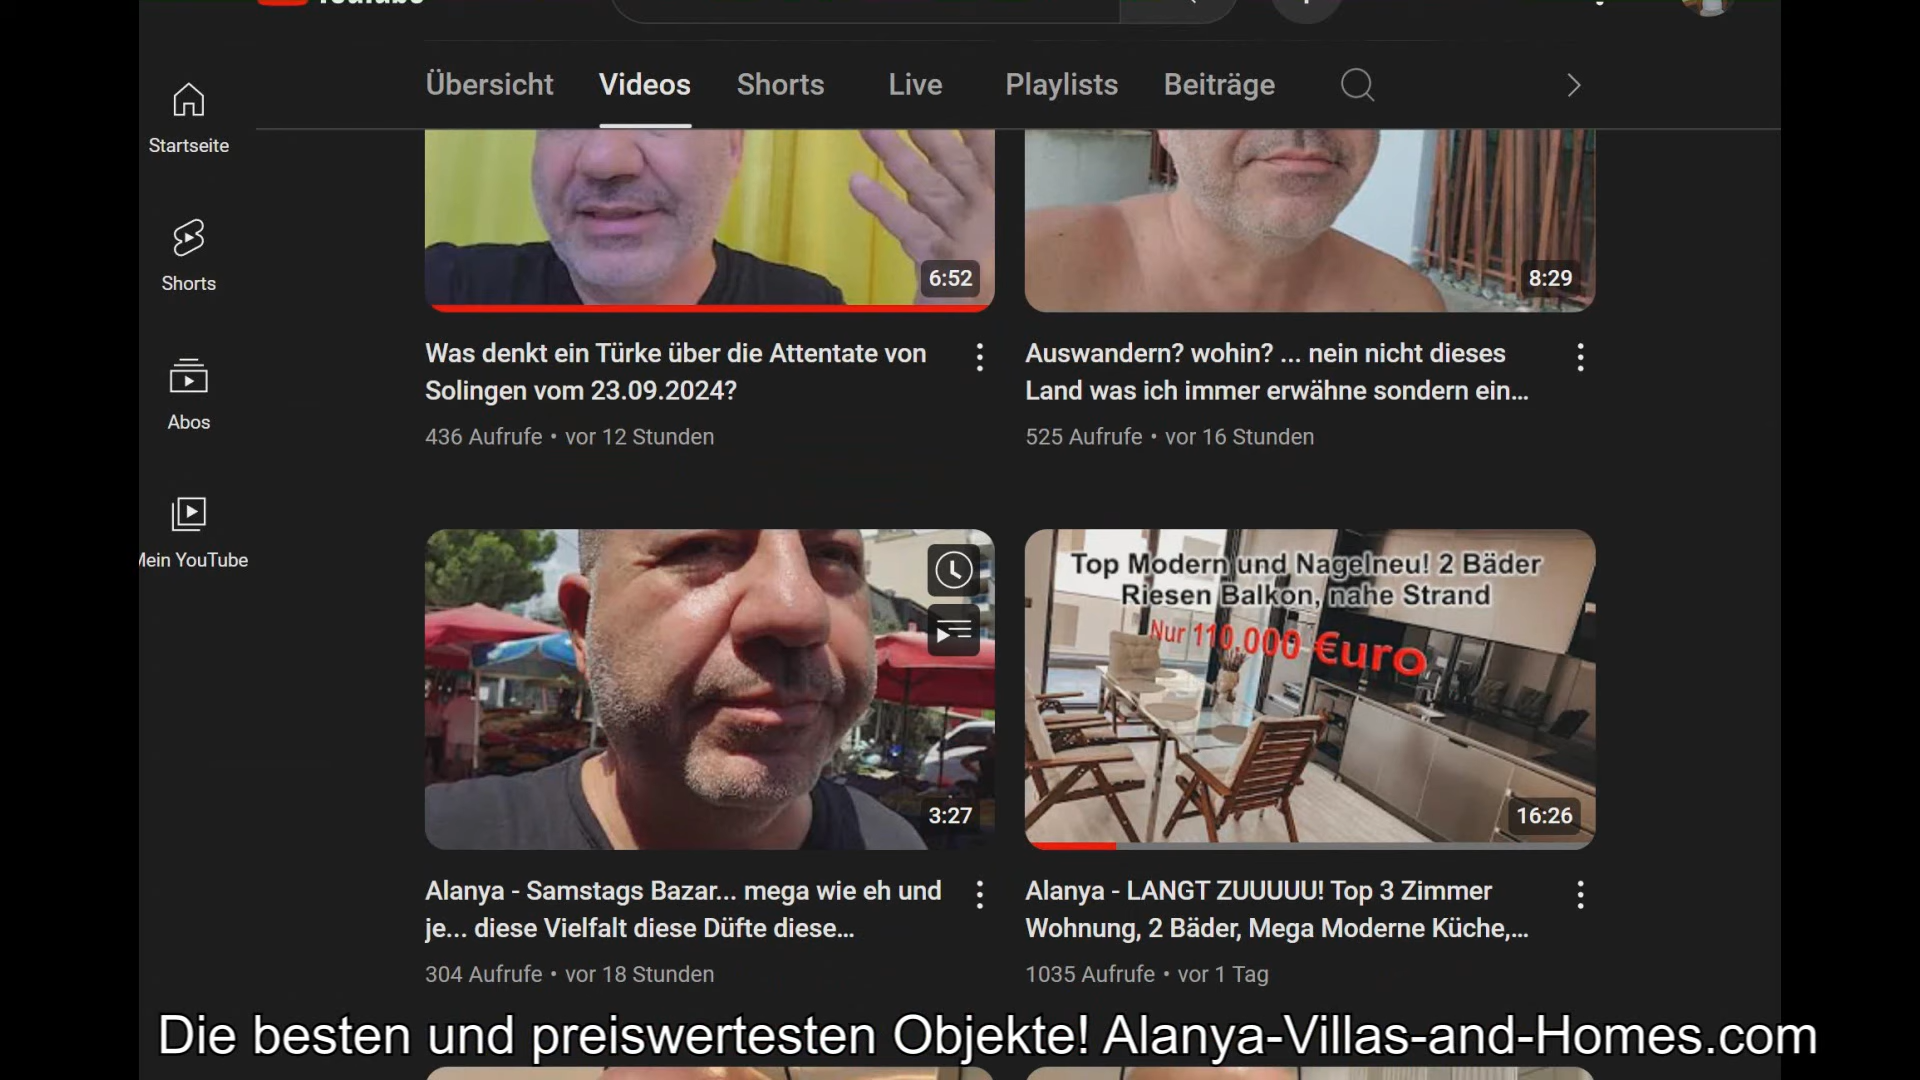 Übersicht Videos Shorts Live Playlists Beiträge
Startseite
Shorts
Abos
Mein YouTube
6:52
8:29
Was denkt ein Türke über die Attentate von
Solingen vom 23.09.2024?
436 Aufrufe • vor 12 Stunden
Auswandern? wohin? ... nein nicht dieses
Land was ich immer erwähne sondern ein...
525 Aufrufe • vor 16 Stunden
3:27
Top Modern und Nagelneu! 2 Bäder
Riesen Balkon, nahe Strand
Nur 110.000 €uro
16:26
Alanya - Samstags Bazar... mega wie eh und
je... diese Vielfalt diese Düfte diese...
304 Aufrufe • vor 18 Stunden
Alanya - LANGT ZUUUUU! Top 3 Zimmer
Wohnung, 2 Bäder, Mega Moderne Küche,...
1035 Aufrufe • vor 1 Tag
Die besten und preiswertesten Objekte! Alanya-Villas-and-Homes.com